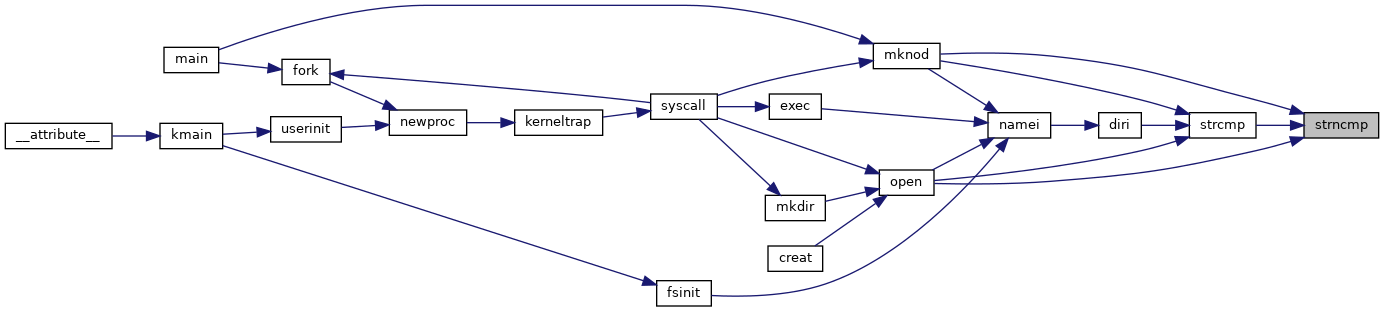 main
fork
__attribute__
kmain
userinit
newproc
kerneltrap
syscall
exec
mkdir
creat
fsinit
mknod
open
namei
diri
strcmp
strncmp